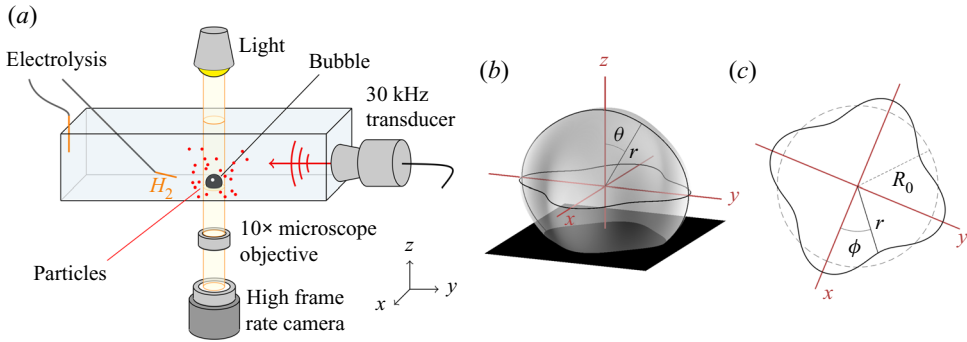 (a)
Light
Electrolysis
Bubble
30 kHz
transducer
H2
10× microscope
objective
Particles
High frame
rate camera
z
x
y
(b)
z
θ
r
x
y
(c)
R0
r
ϕ
x
y